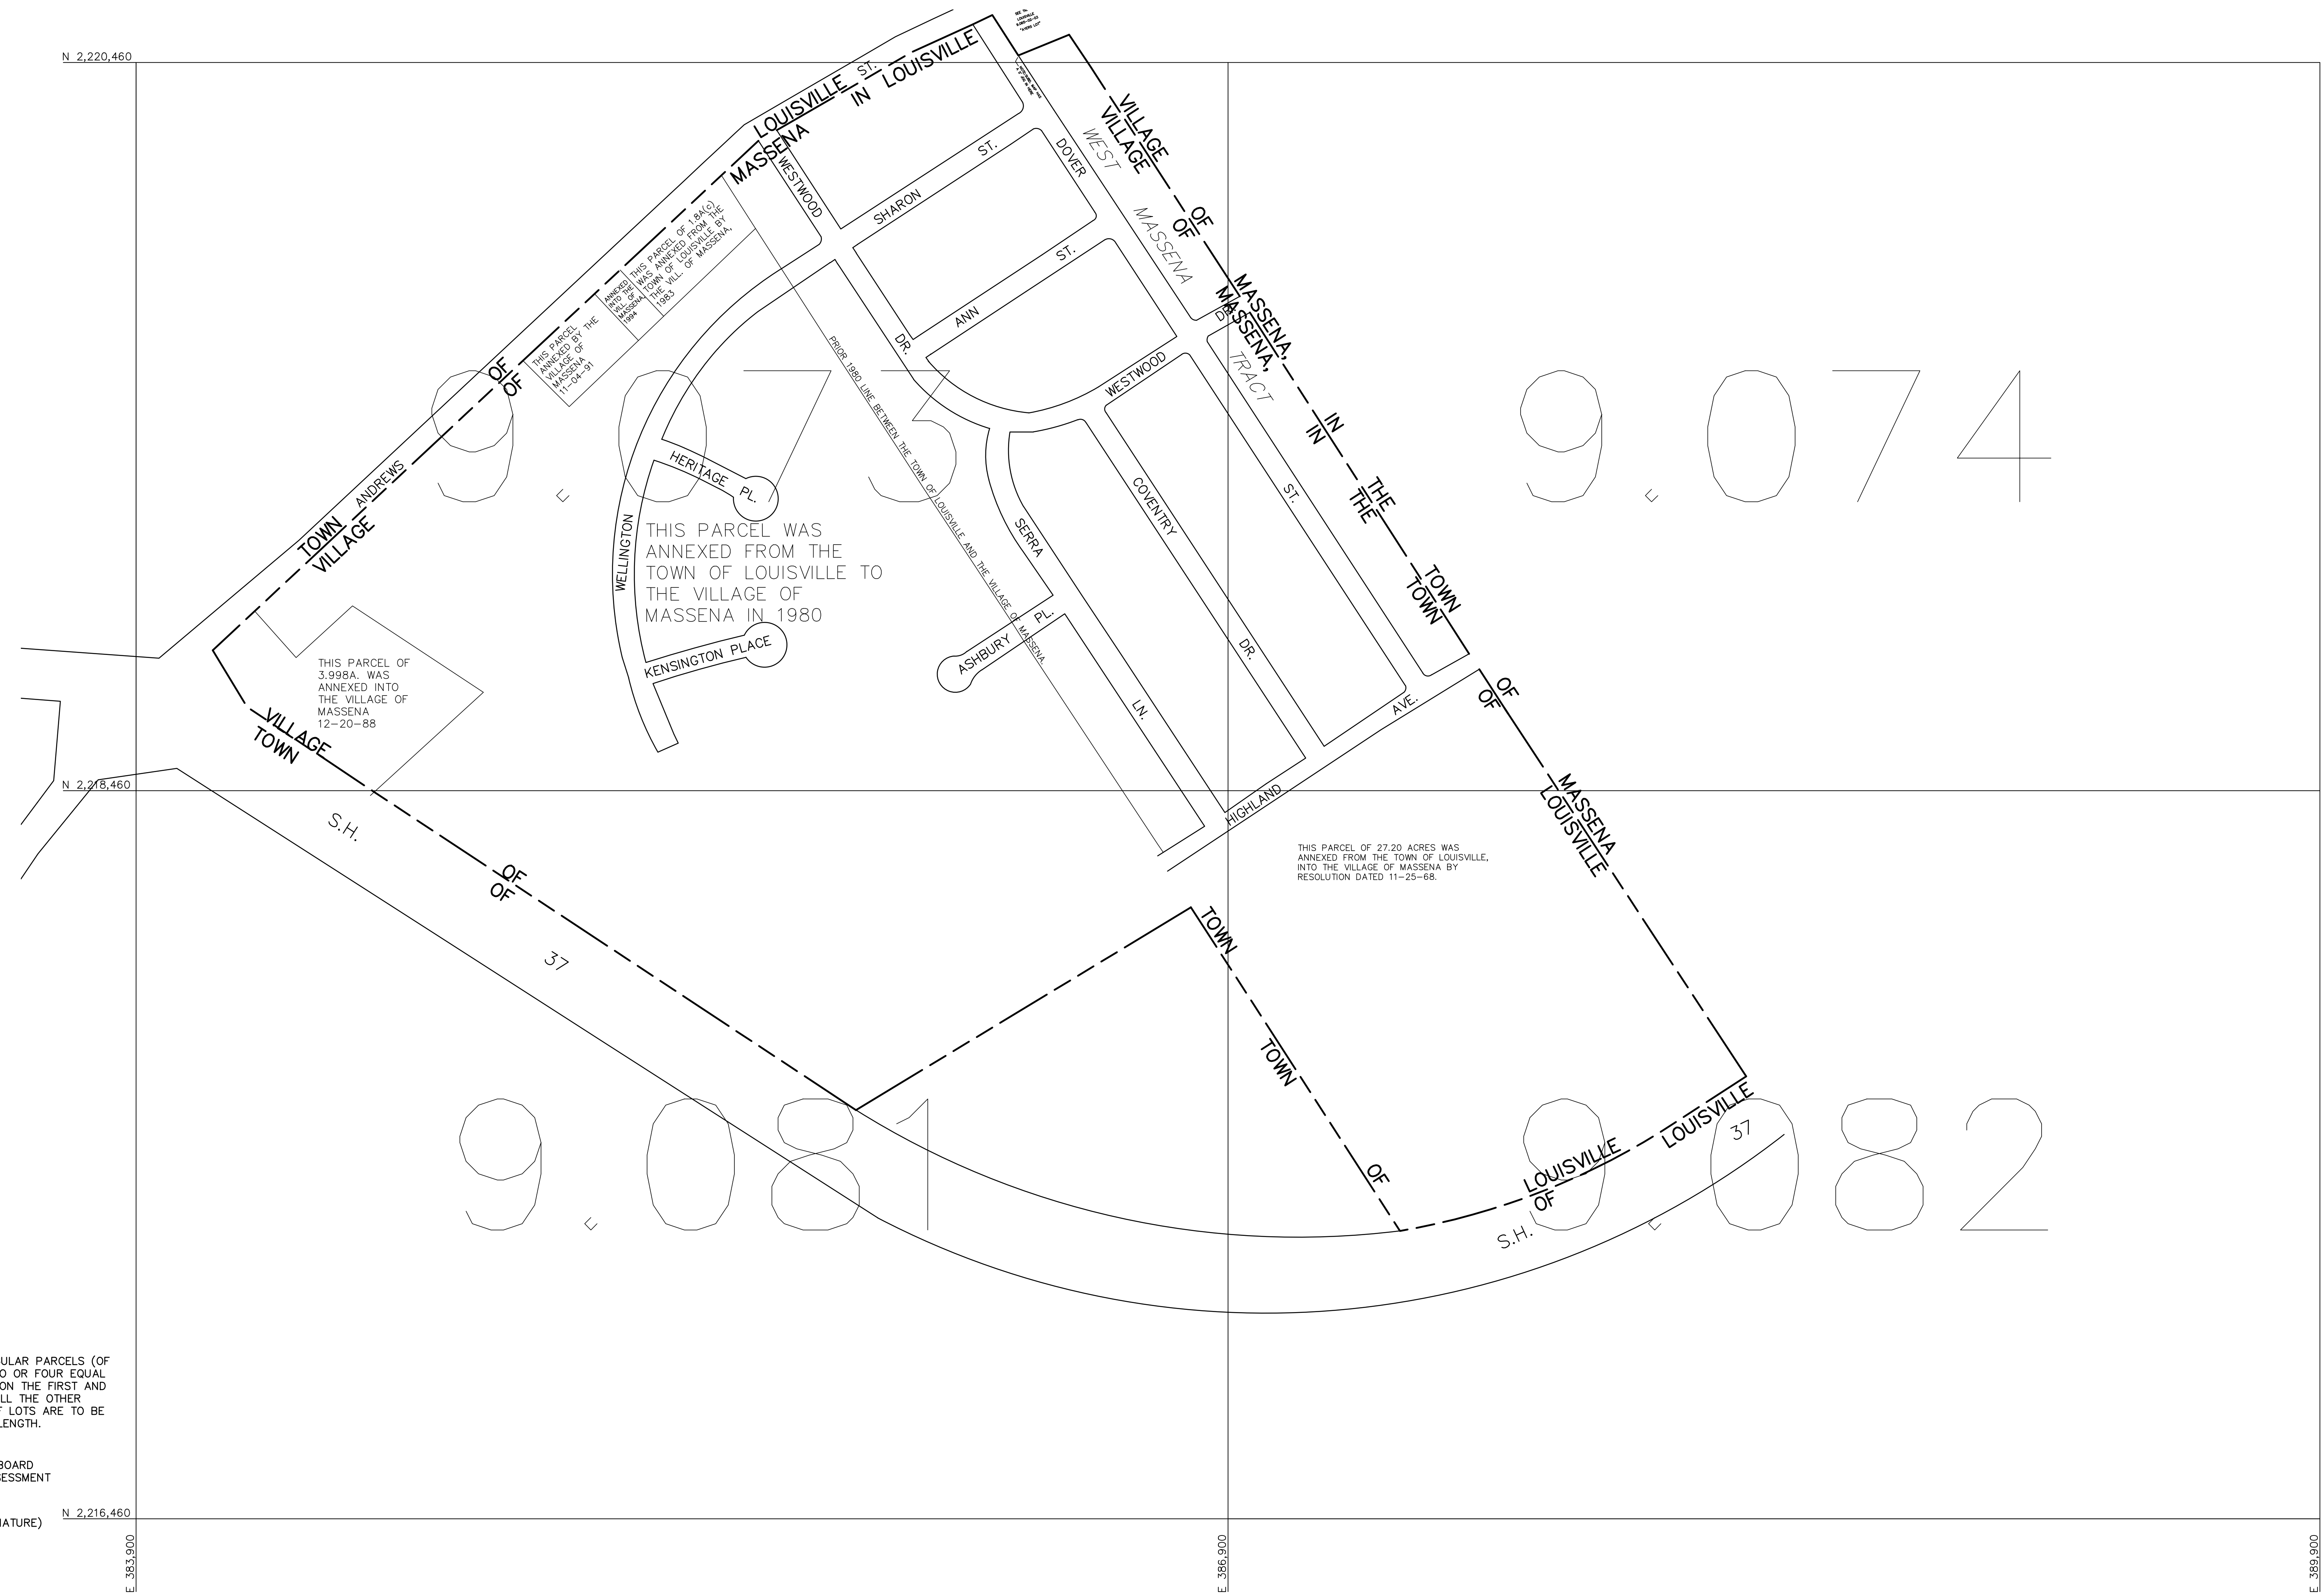 SEE TN.
LOUISVILLE
N 2,220,460
LOUISVILLE ST.
MASSENA IN LOUISVILLE
VILLAGE OF MASSENA, IN THE TOWN OF MASSENA
VILLAGE OF MASSENA, IN THE TOWN OF LOUISVILLE
WEST
MASSENA
TRACT
WESTWOOD
DR.
SHARON ST.
DOVER
ANN ST.
DR.
WESTWOOD
ST.
THIS PARCEL OF 1.8A(c)
WAS ANNEXED FROM THE
TOWN OF LOUISVILLE BY
THE VILL. OF MASSENA,
1983
ANNEXED
INTO THE
VILL. OF
MASSENA,
1994
THIS PARCEL
ANNEXED BY THE
VILLAGE OF
MASSENA
11-04-91
OF
OF
ANDREWS
TOWN
VILLAGE
9.073
9.074
PRIOR 1980 LINE BETWEEN THE TOWN OF LOUISVILLE AND THE VILLAGE OF MASSENA.
HERITAGE PL.
WELLINGTON
THIS PARCEL WAS
ANNEXED FROM THE
TOWN OF LOUISVILLE TO
THE VILLAGE OF
MASSENA IN 1980
KENSINGTON PLACE
COVENTRY
DR.
SERRA
LN.
ASHBURY PL.
HIGHLAND AVE.
THIS PARCEL OF
3.998A. WAS
ANNEXED INTO
THE VILLAGE OF
MASSENA
12-20-88
VILLAGE
TOWN
N 2,218,460
S.H.
OF
OF
37
THIS PARCEL OF 27.20 ACRES WAS
ANNEXED FROM THE TOWN OF LOUISVILLE,
INTO THE VILLAGE OF MASSENA BY
RESOLUTION DATED 11-25-68.
TOWN
TOWN
OF
LOUISVILLE
OF
LOUISVILLE
S.H.
37
9.081
9.082
ULAR PARCELS (OF
O OR FOUR EQUAL
ON THE FIRST AND
LL THE OTHER
F LOTS ARE TO BE
LENGTH.
BOARD
SESSMENT
N 2,216,460
NATURE)
E 383,900
E 386,900
E 389,900